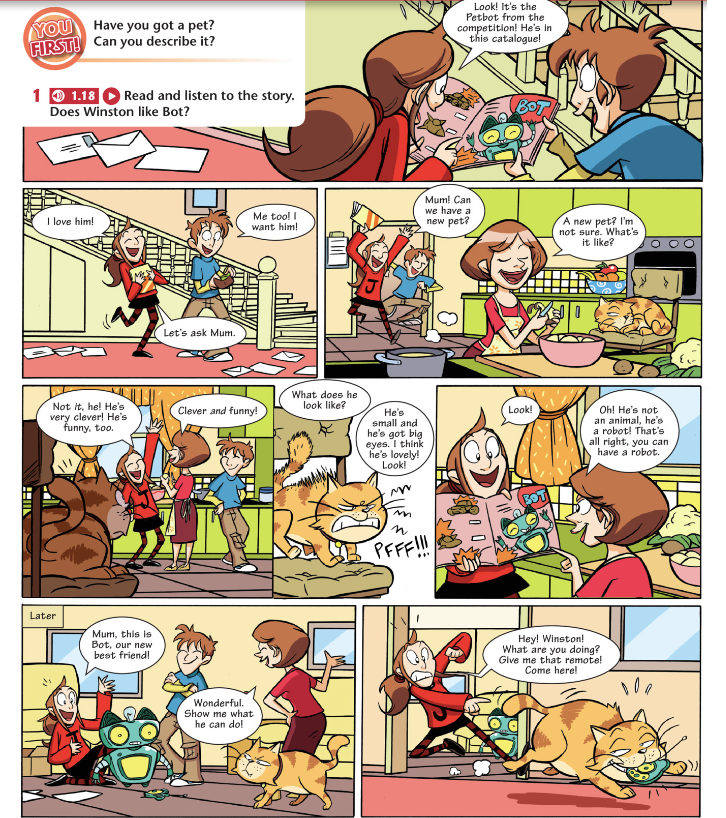 YOU
FIRST!
Have you got a pet?
Can you describe it?
1 1.18 Read and listen to the story.
Does Winston like Bot?
Look! It's the
Petbot from the
competition! He's in
this catalogue!
BOT
I love him!
Me too! I
want him!
Let's ask Mum.
Mum! Can
we have a
new pet?
A new pet? I'm
not sure. What's
it like?
J
Not it, he! He's
very clever! He's
funny, too.
Clever and funny!
What does he
look like?
He's
small and
he's got big
eyes. I think
he's lovely!
Look!
PFFF!!!
Look!
Oh! He's not
an animal, he's
a robot! That's
all right, you can
have a robot.
BOT
Later
Mum, this is
Bot, our new
best friend!
Wonderful.
Show me what
he can do!
Hey! Winston!
What are you doing?
Give me that remote!
Come here!